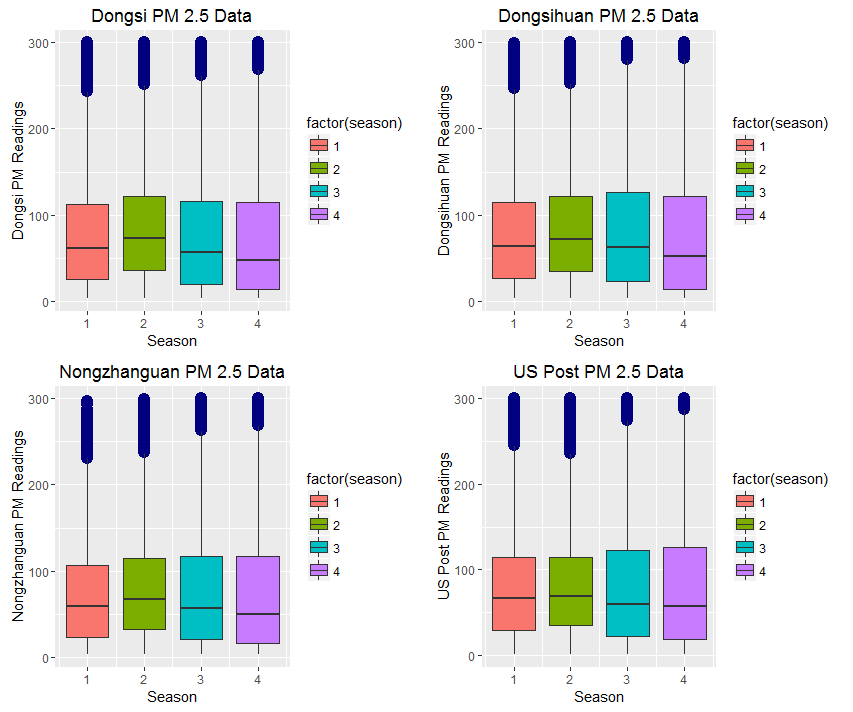 Dongsi PM 2.5 Data
Dongsi PM Readings
300
200
100
0
1 2 3 4
Season
factor(season)
1
2
3
4
Dongsihuan PM 2.5 Data
Dongsihuan PM Readings
300
200
100
0
1 2 3 4
Season
factor(season)
1
2
3
4
Nongzhanguan PM 2.5 Data
Nongzhanguan PM Readings
300
200
100
0
1 2 3 4
Season
factor(season)
1
2
3
4
US Post PM 2.5 Data
US Post PM Readings
300
200
100
0
1 2 3 4
Season
factor(season)
1
2
3
4